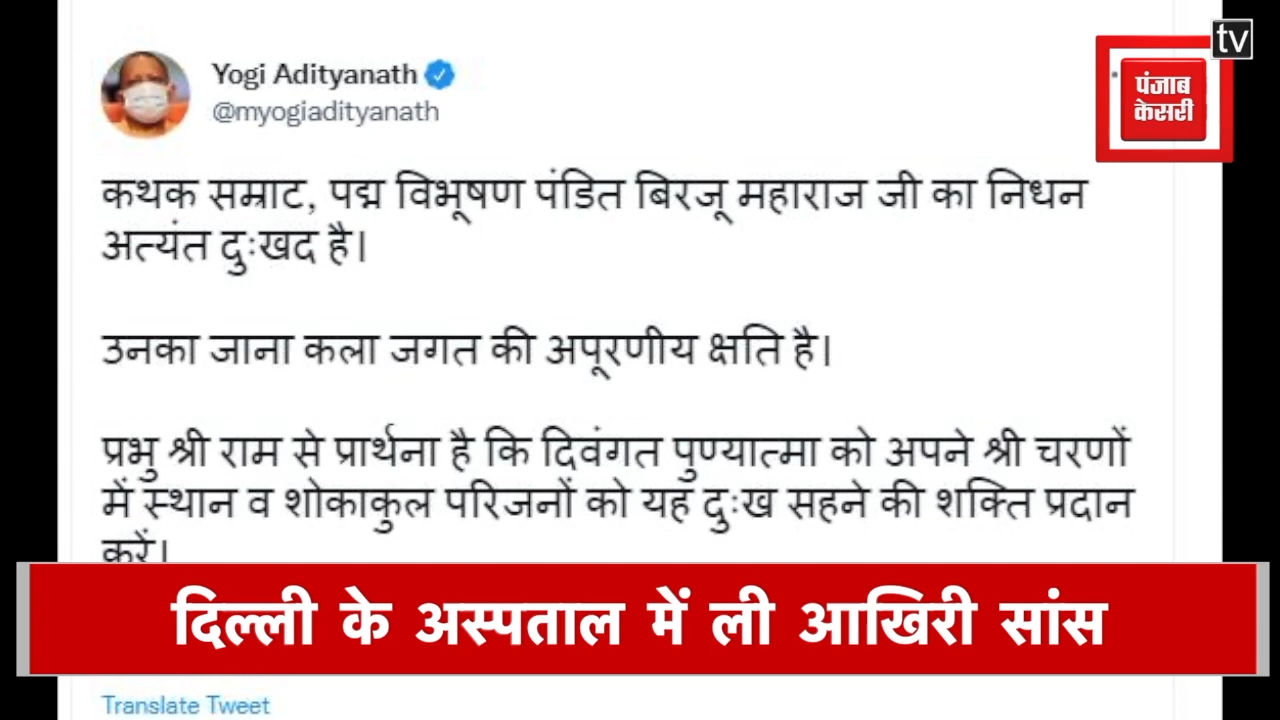 tv
पंजाब
केसरी
Yogi Adityanath
@myogiadityanath
कथक सम्राट, पद्म विभूषण पंडित बिरजू महाराज जी का निधन
अत्यंत दुःखद है।
उनका जाना कला जगत की अपूरणीय क्षति है।
प्रभु श्री राम से प्रार्थना है कि दिवंगत पुण्यात्मा को अपने श्री चरणों
में स्थान व शोकाकुल परिजनों को यह दुःख सहने की शक्ति प्रदान
करें।
दिल्ली के अस्पताल में ली आखिरी सांस
Translate Tweet